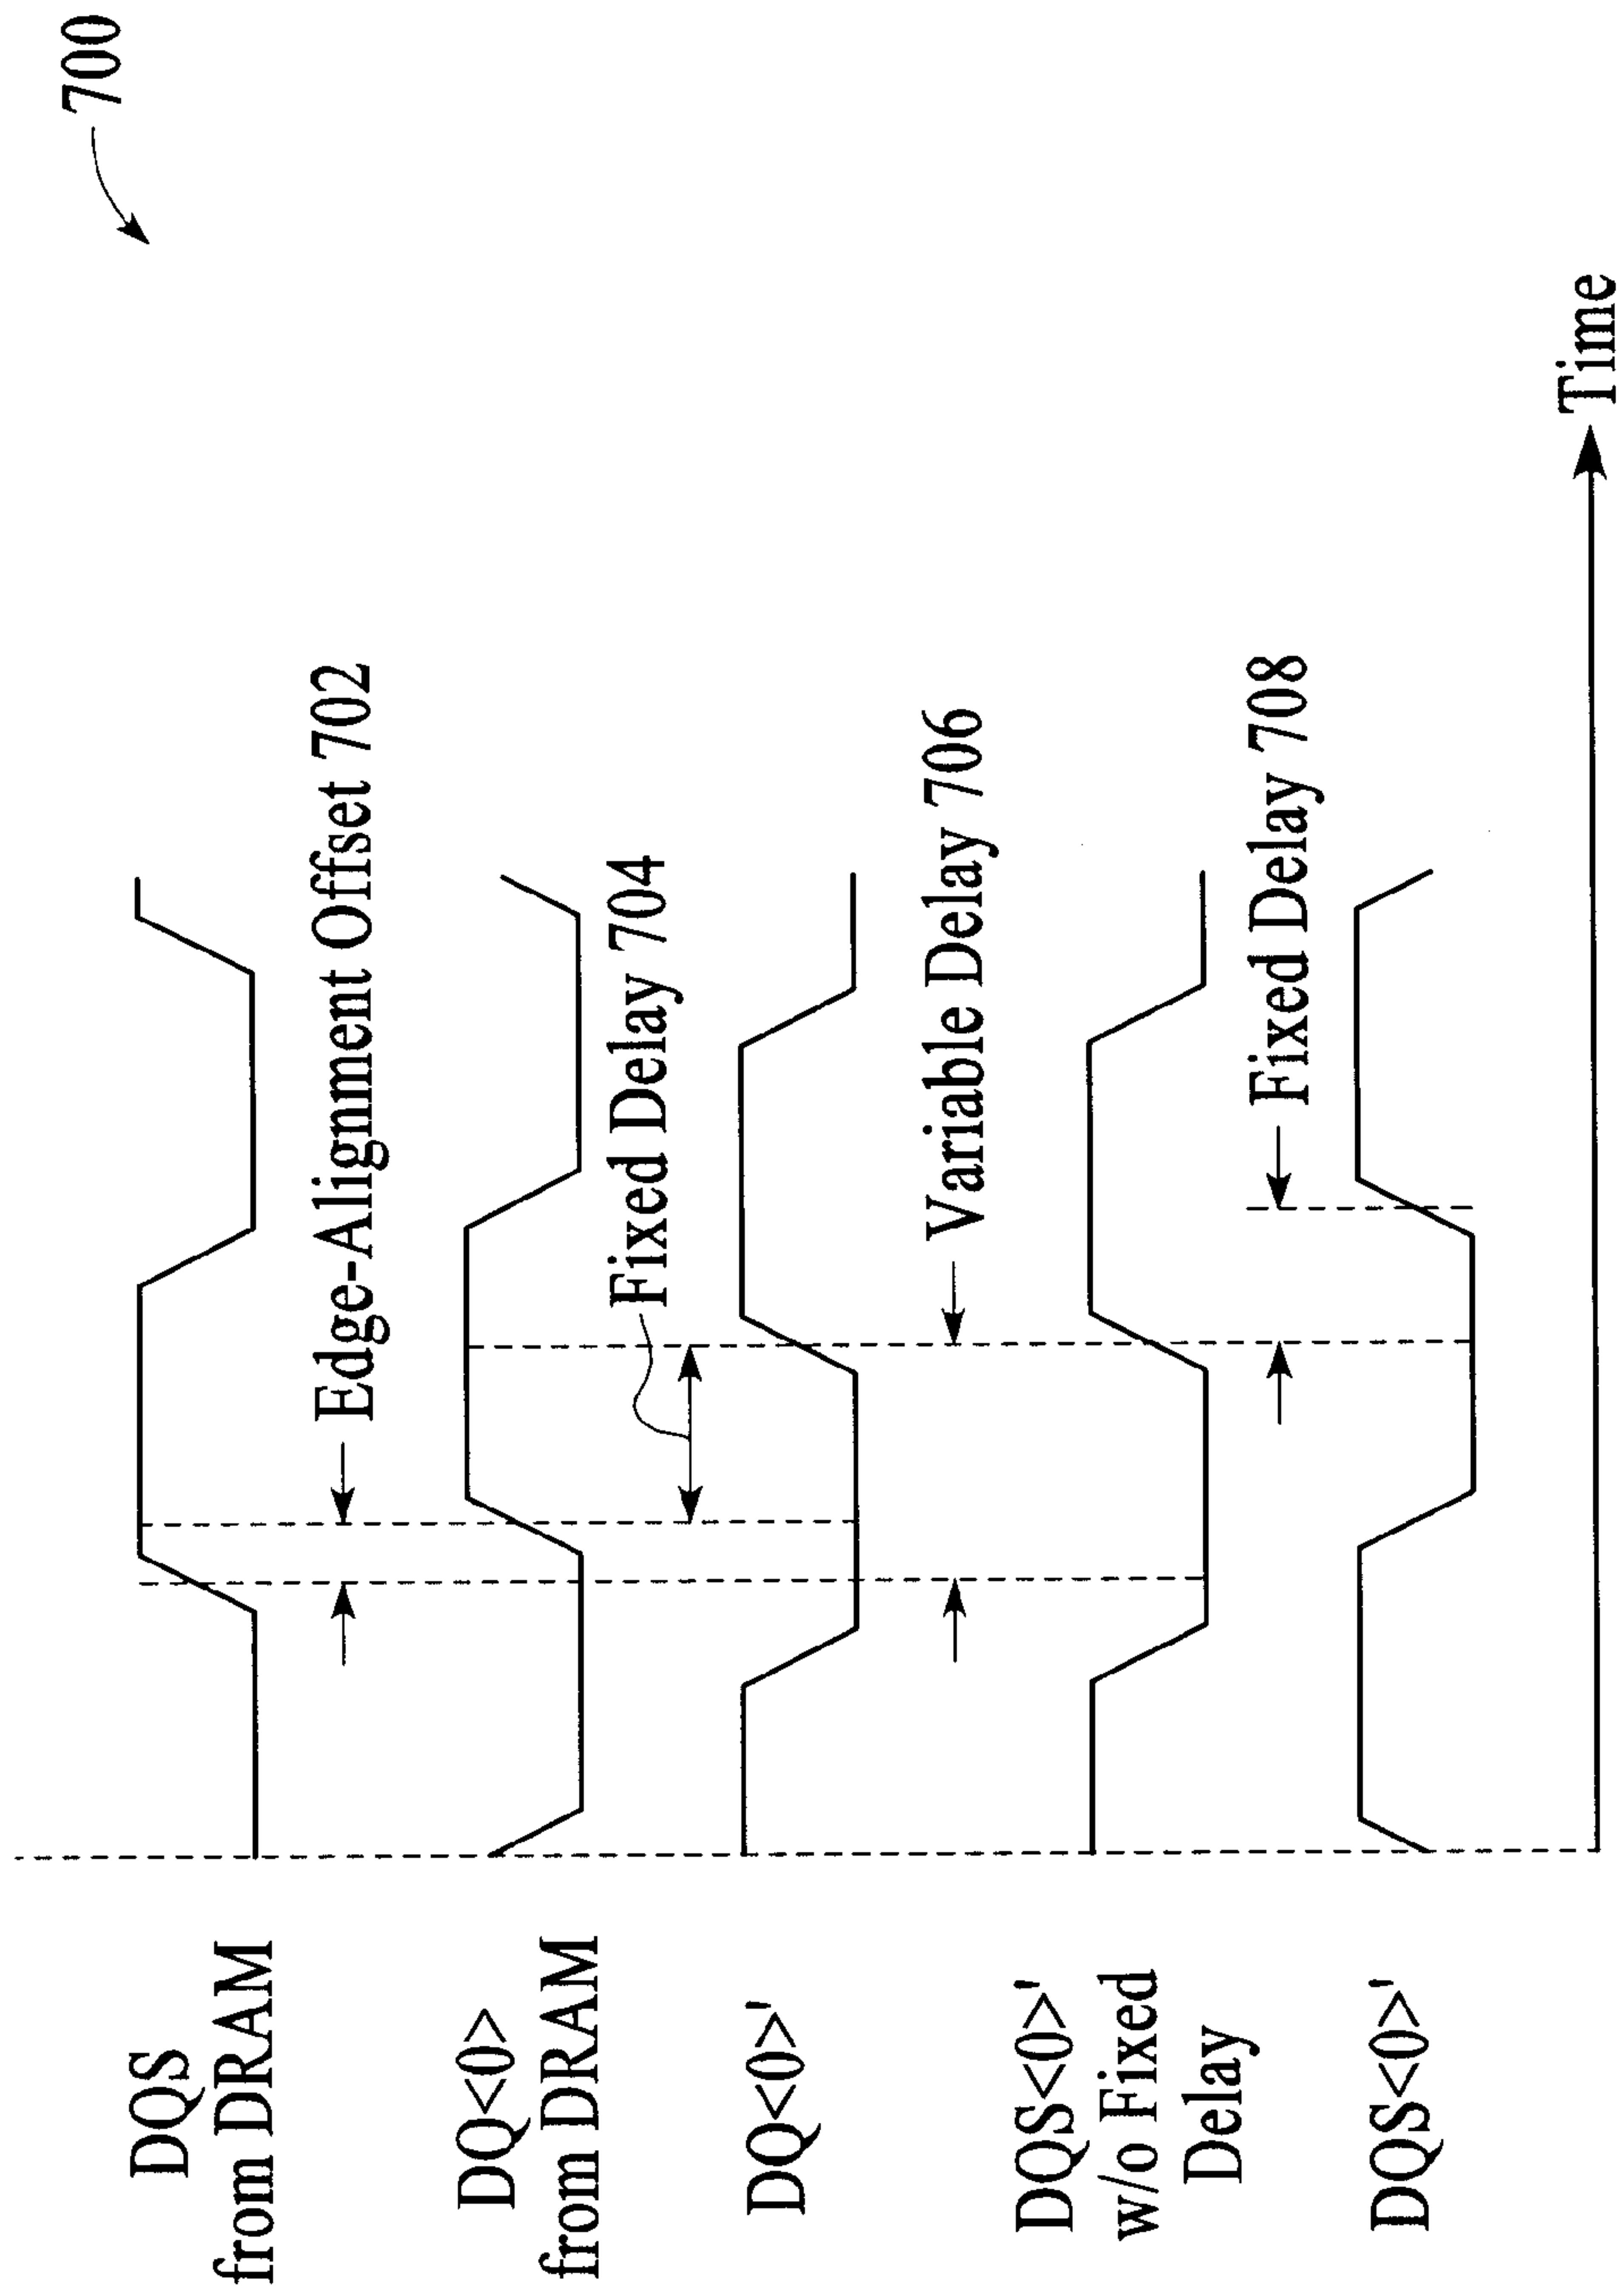 700
DQS
from DRAM
Edge-Alignment Offset 702
DQ<0>
from DRAM
Fixed Delay 704
DQ<0>'
Variable Delay 706
DQS<0>'
w/o Fixed
Delay
Fixed Delay 708
DQS<0>'
Time